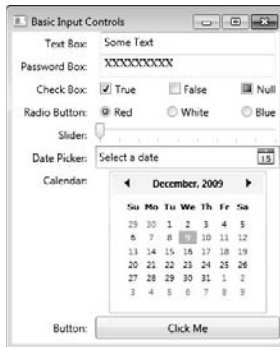 Basic Input Controls
Text Box: Some Text
Password Box: XXXXXXXXXX
Check Box: True False Null
Radio Button: Red White Blue
Slider:
Date Picker: Select a date 15
Calendar: December, 2009
Su Mo Tu We Th Fr Sa
29 30 1 2 3 4 5
6 7 8 9 10 11 12
13 14 15 16 17 18 19
20 21 22 23 24 25 26
27 28 29 30 31 1 2
3 4 5 6 7 8 9
Button: Click Me